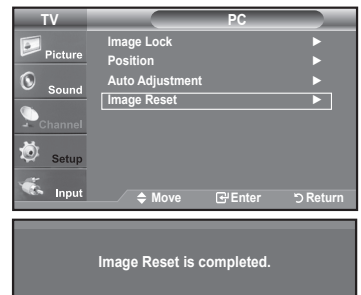 TV PC
Picture
Sound
Channel
Setup
Input
Image Lock ►
Position ►
Auto Adjustment ►
Image Reset ►
Move Enter Return
Image Reset is completed.